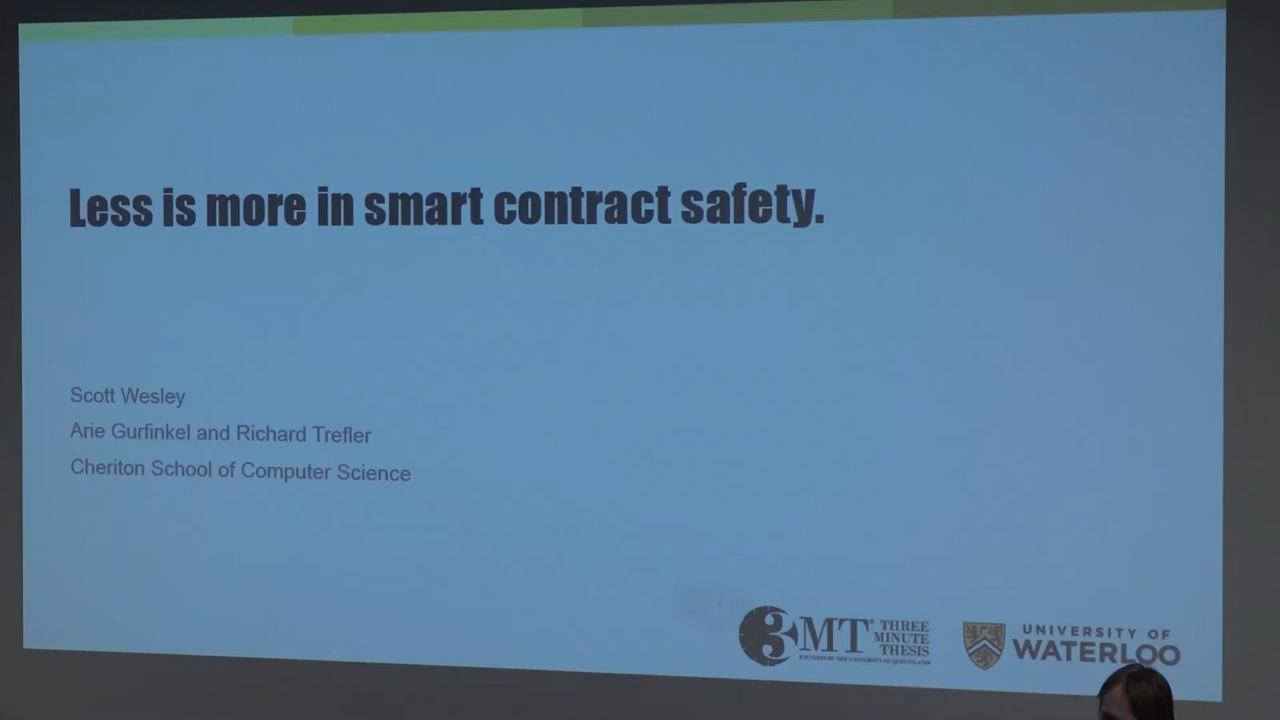 Less is more in smart contract safety.
Scott Wesley
Arie Gurfinkel and Richard Trefler
Cheriton School of Computer Science
3MT® THREE
MINUTE
THESIS
FOUNDED BY THE UNIVERSITY OF QUEENSLAND
UNIVERSITY OF
WATERLOO